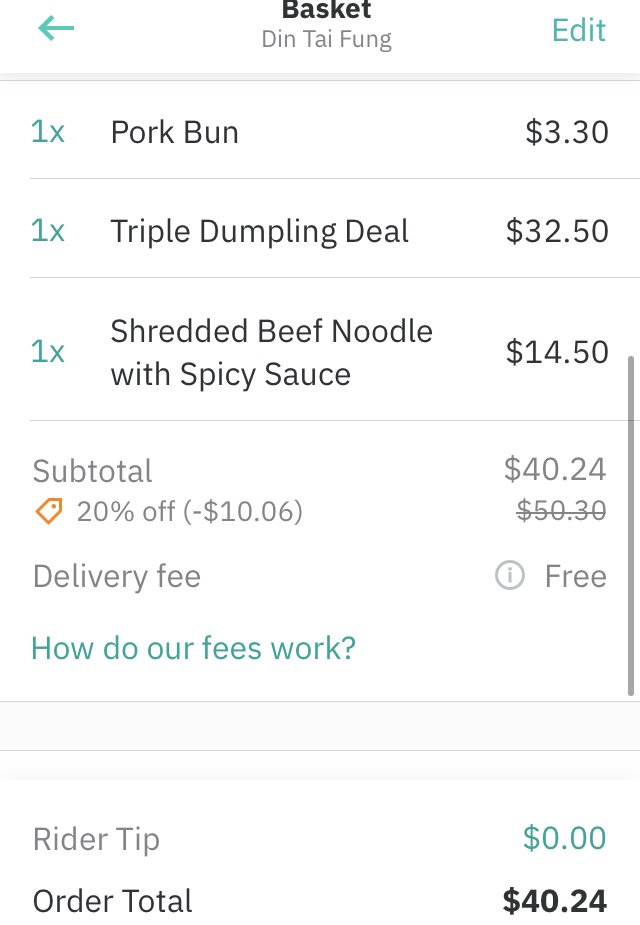 Basket
Din Tai Fung
Edit
1x Pork Bun $3.30
1x Triple Dumpling Deal $32.50
1x Shredded Beef Noodle with Spicy Sauce $14.50
Subtotal $40.24
20% off (-$10.06) $50.30
Delivery fee Free
How do our fees work?
Rider Tip $0.00
Order Total $40.24